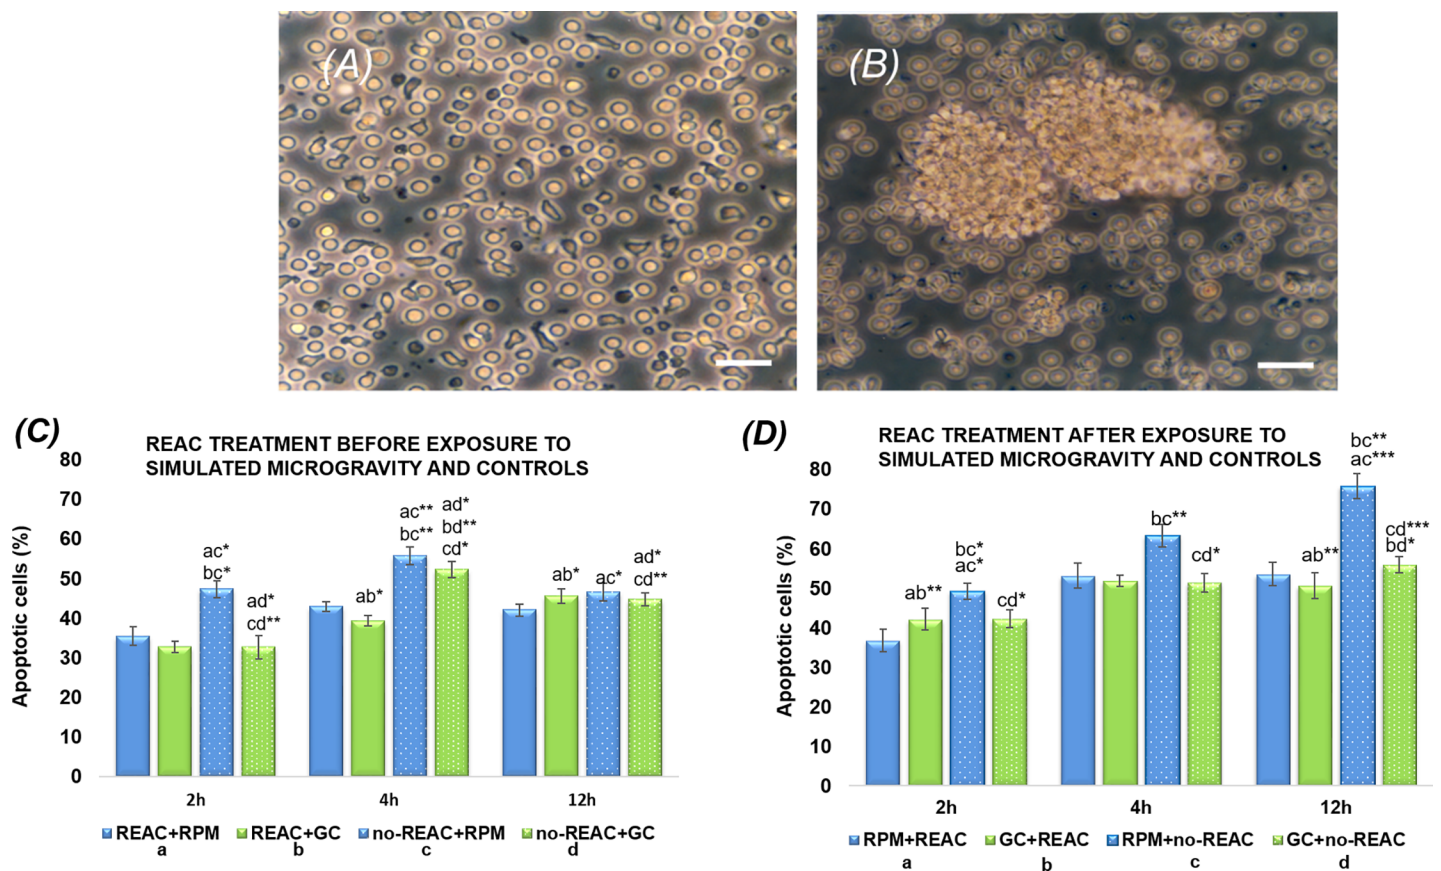 (A)
(B)
(C)
REAC TREATMENT BEFORE EXPOSURE TO
SIMULATED MICROGRAVITY AND CONTROLS
Apoptotic cells (%)
80
70
60
50
40
30
20
10
0
ac*
bc*
ad*
cd**
ab*
ac**
bc**
ad*
bd**
cd*
ab*
ac*
ad*
cd**
2h
4h
12h
REAC+RPM
REAC+GC
no-REAC+RPM
no-REAC+GC
a
b
c
d
(D)
REAC TREATMENT AFTER EXPOSURE TO
SIMULATED MICROGRAVITY AND CONTROLS
Apoptotic cells (%)
80
70
60
50
40
30
20
10
0
ab**
bc*
ac*
cd*
bc**
cd*
ab**
bc**
ac***
cd***
bd*
2h
4h
12h
RPM+REAC
GC+REAC
RPM+no-REAC
GC+no-REAC
a
b
c
d